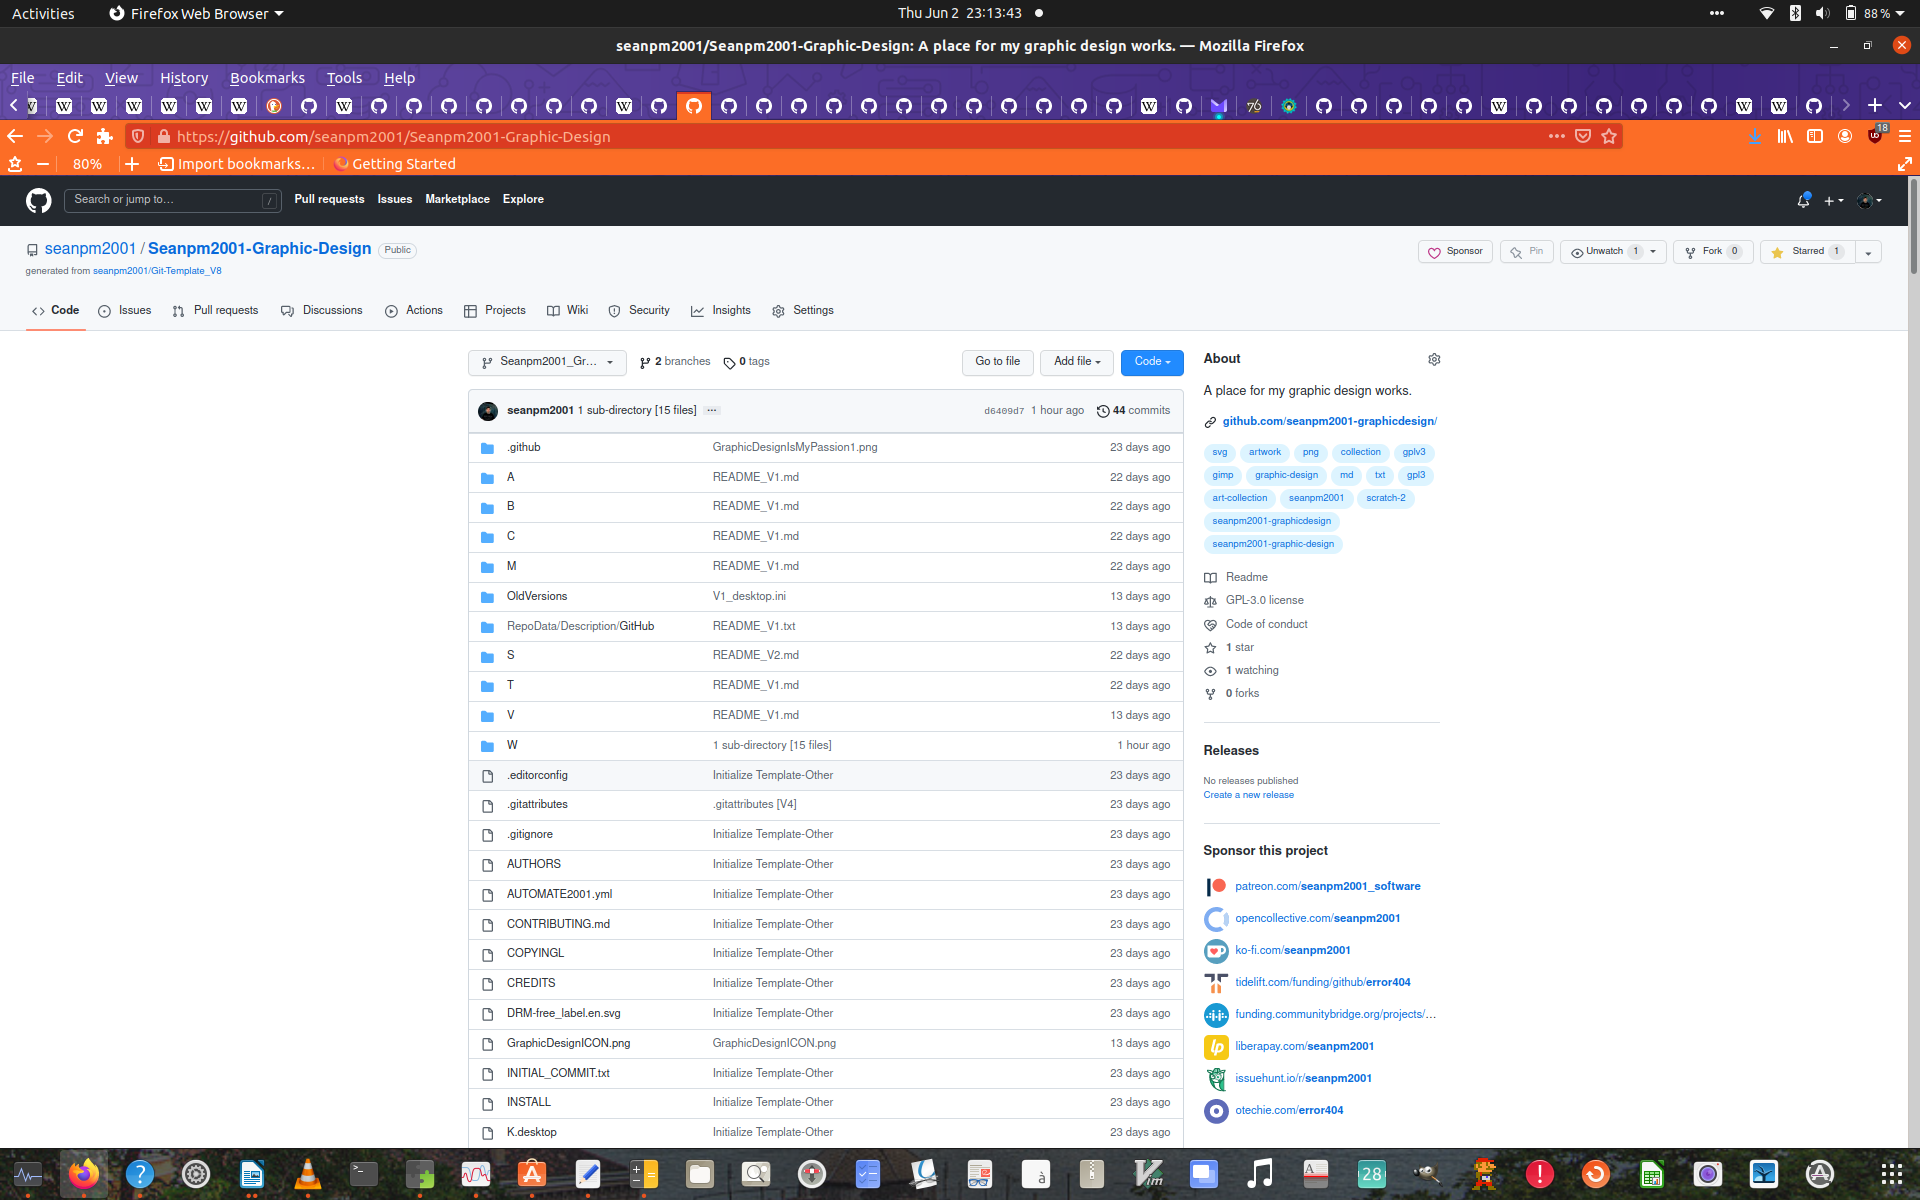 Activities Firefox Web Browser Thu Jun 2 23:13:43 88 %
seanpm2001/Seanpm2001-Graphic-Design: A place for my graphic design works. — Mozilla Firefox
File Edit View History Bookmarks Tools Help
https://github.com/seanpm2001/Seanpm2001-Graphic-Design 18
80% Import bookmarks... Getting Started
Search or jump to... / Pull requests Issues Marketplace Explore
seanpm2001 / Seanpm2001-Graphic-Design Public
Sponsor Pin Unwatch 1 Fork 0 Starred 1
generated from seanpm2001/Git-Template_V8
Code Issues Pull requests Discussions Actions Projects Wiki Security Insights Settings
Seanpm2001_Gr... 2 branches 0 tags Go to file Add file Code
seanpm2001 1 sub-directory [15 files] ... d6409d7 1 hour ago 44 commits
.github GraphicDesignIsMyPassion1.png 23 days ago
A README_V1.md 22 days ago
B README_V1.md 22 days ago
C README_V1.md 22 days ago
M README_V1.md 22 days ago
OldVersions V1_desktop.ini 13 days ago
RepoData/Description/GitHub README_V1.txt 13 days ago
S README_V2.md 22 days ago
T README_V1.md 22 days ago
V README_V1.md 13 days ago
W 1 sub-directory [15 files] 1 hour ago
.editorconfig Initialize Template-Other 23 days ago
.gitattributes .gitattributes [V4] 23 days ago
.gitignore Initialize Template-Other 23 days ago
AUTHORS Initialize Template-Other 23 days ago
AUTOMATE2001.yml Initialize Template-Other 23 days ago
CONTRIBUTING.md Initialize Template-Other 23 days ago
COPYINGL Initialize Template-Other 23 days ago
CREDITS Initialize Template-Other 23 days ago
DRM-free_label.en.svg Initialize Template-Other 23 days ago
GraphicDesignICON.png GraphicDesignICON.png 13 days ago
INITIAL_COMMIT.txt Initialize Template-Other 23 days ago
INSTALL Initialize Template-Other 23 days ago
K.desktop Initialize Template-Other 23 days ago
About
A place for my graphic design works.
github.com/seanpm2001-graphicdesign/
svg artwork png collection gplv3
gimp graphic-design md txt gpl3
art-collection seanpm2001 scratch-2
seanpm2001-graphicdesign
seanpm2001-graphic-design
Readme
GPL-3.0 license
Code of conduct
1 star
1 watching
0 forks
Releases
No releases published
Create a new release
Sponsor this project
patreon.com/seanpm2001_software
opencollective.com/seanpm2001
ko-fi.com/seanpm2001
tidelift.com/funding/github/error404
funding.communitybridge.org/projects/...
liberapay.com/seanpm2001
issuehunt.io/r/seanpm2001
otechie.com/error404
28